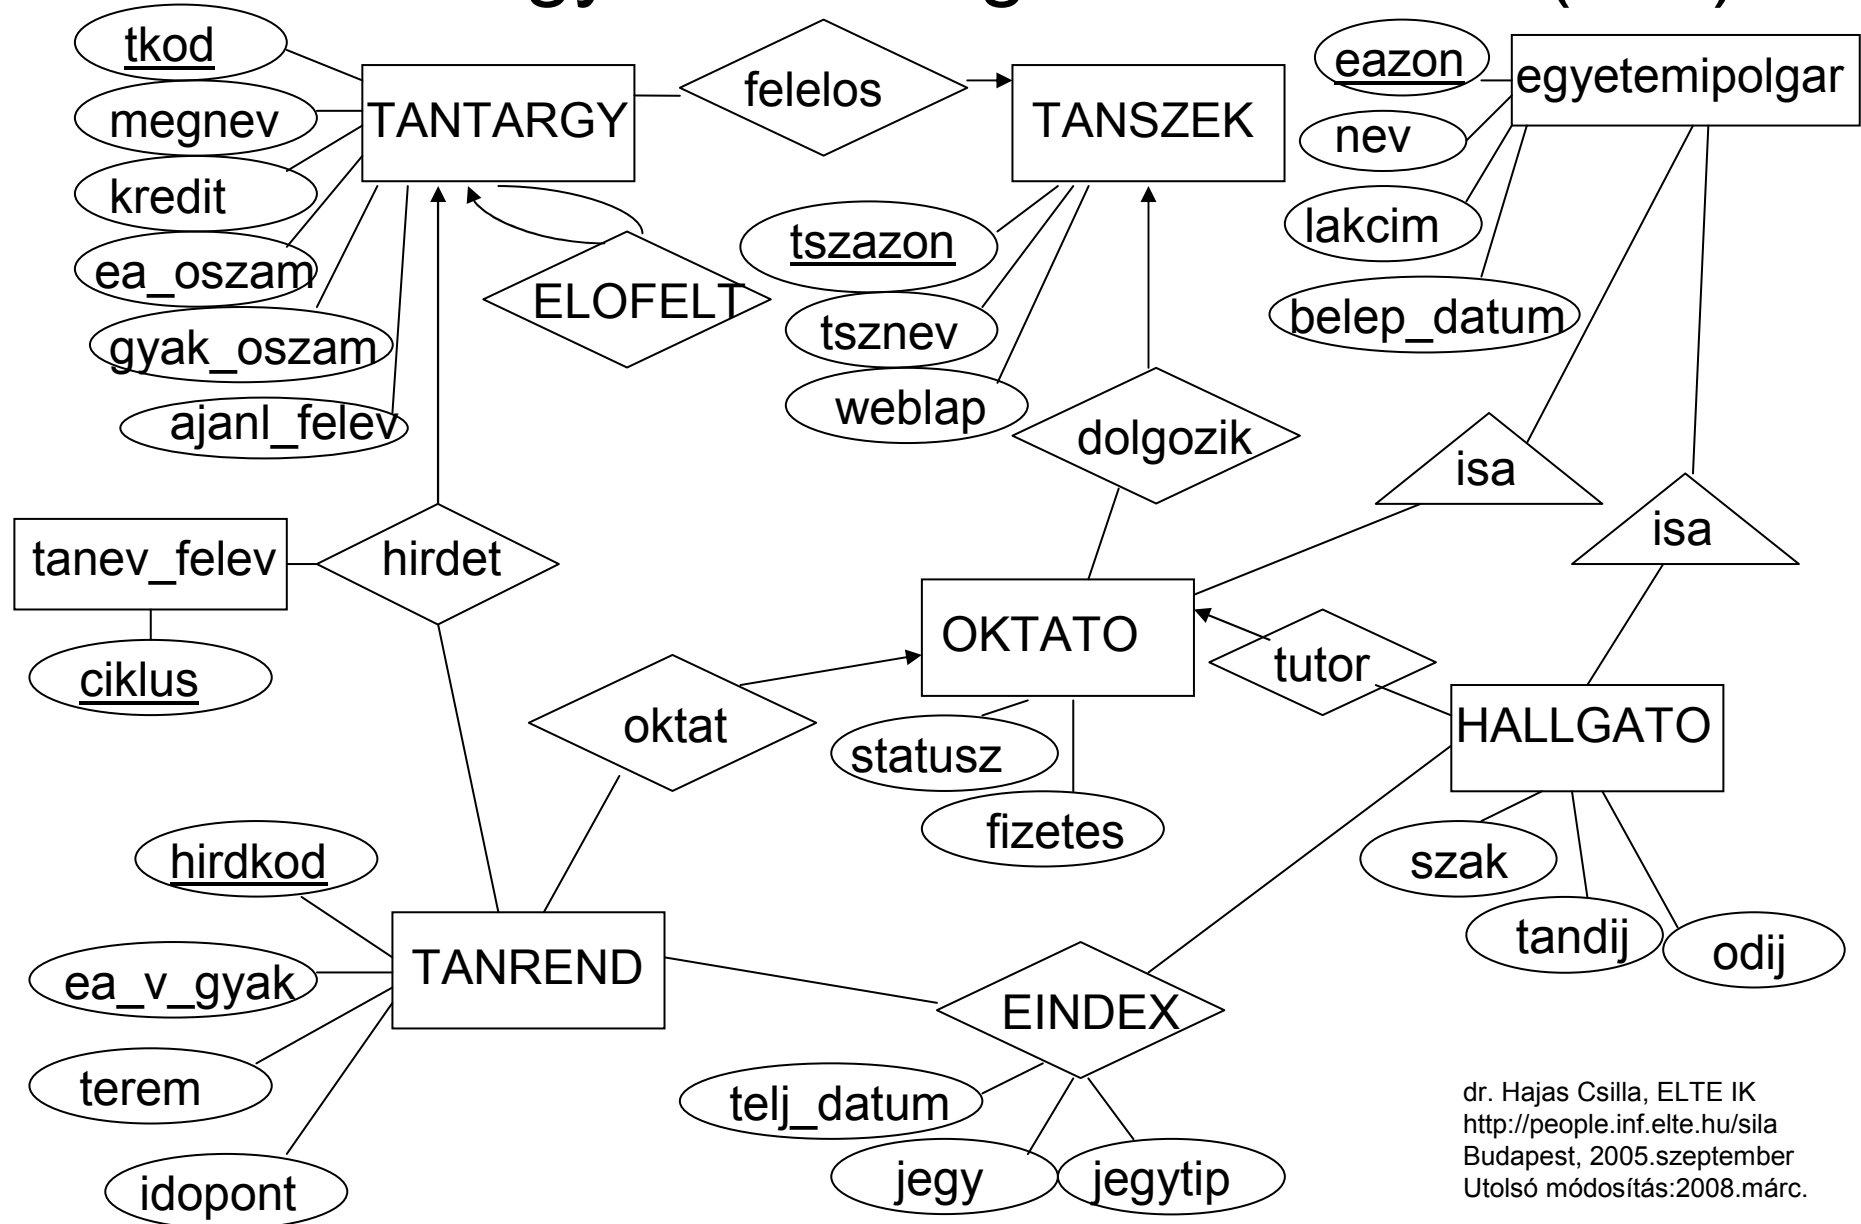 tkod
megnev
kredit
ea_oszam
gyak_oszam
ajanl_felev
TANTARGY
felelos
TANSZEK
ELOFELT
tszazon
tsznev
weblap
dolgozik
eazon
nev
lakcim
belep_datum
egyetemipolgar
isa
isa
tanev_felev
ciklus
hirdet
oktat
OKTATO
statusz
fizetes
tutor
HALLGATO
szak
tandij
odij
hirdkod
ea_v_gyak
terem
idopont
TANREND
EINDEX
telj_datum
jegy
jegytip
dr. Hajas Csilla, ELTE IK
http://people.inf.elte.hu/sila
Budapest, 2005.szeptember
Utolsó módosítás:2008.márc.